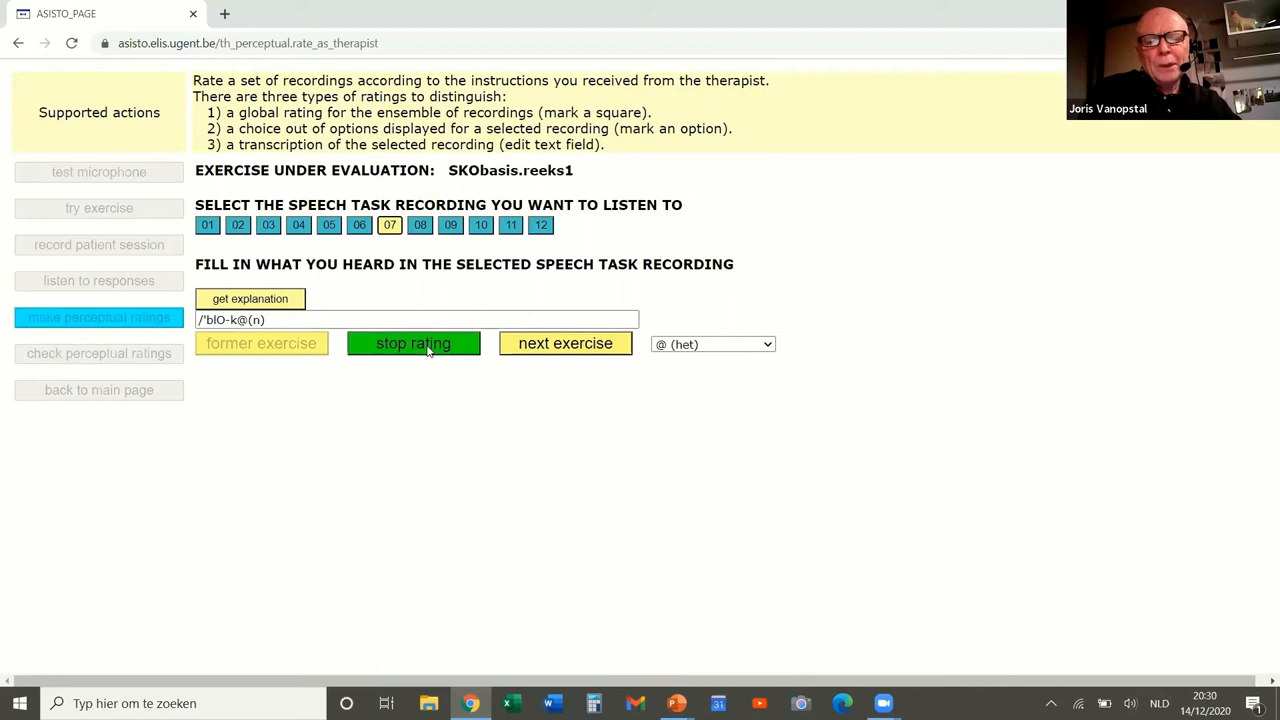 ASISTO_PAGE
asisto.elis.ugent.be/th_perceptual.rate_as_therapist
Joris Vanopstal
Supported actions
Rate a set of recordings according to the instructions you received from the therapist.
There are three types of ratings to distinguish:
1) a global rating for the ensemble of recordings (mark a square).
2) a choice out of options displayed for a selected recording (mark an option).
3) a transcription of the selected recording (edit text field).
test microphone
try exercise
record patient session
listen to responses
make perceptual ratings
check perceptual ratings
back to main page
EXERCISE UNDER EVALUATION: SKObasis.reeks1
SELECT THE SPEECH TASK RECORDING YOU WANT TO LISTEN TO
01 02 03 04 05 06 07 08 09 10 11 12
FILL IN WHAT YOU HEARD IN THE SELECTED SPEECH TASK RECORDING
get explanation
/'blO-k@(n)
former exercise stop rating next exercise @ (het)
Typ hier om te zoeken
NLD
20:30
14/12/2020